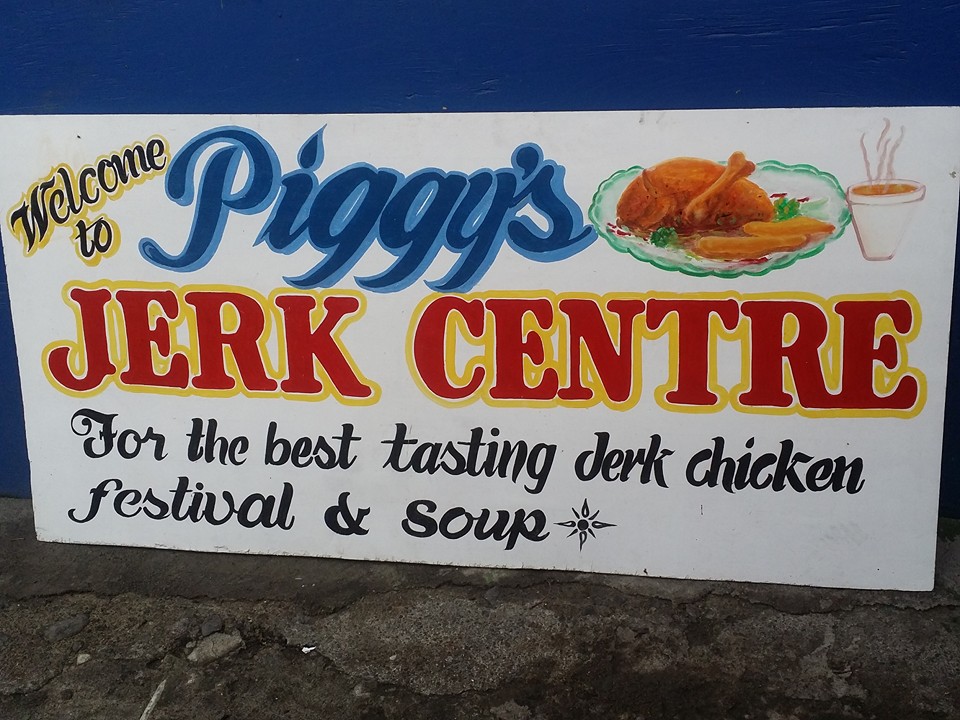 Welcome
to
Piggy's
JERK CENTRE
For the best tasting jerk chicken
festival & soup